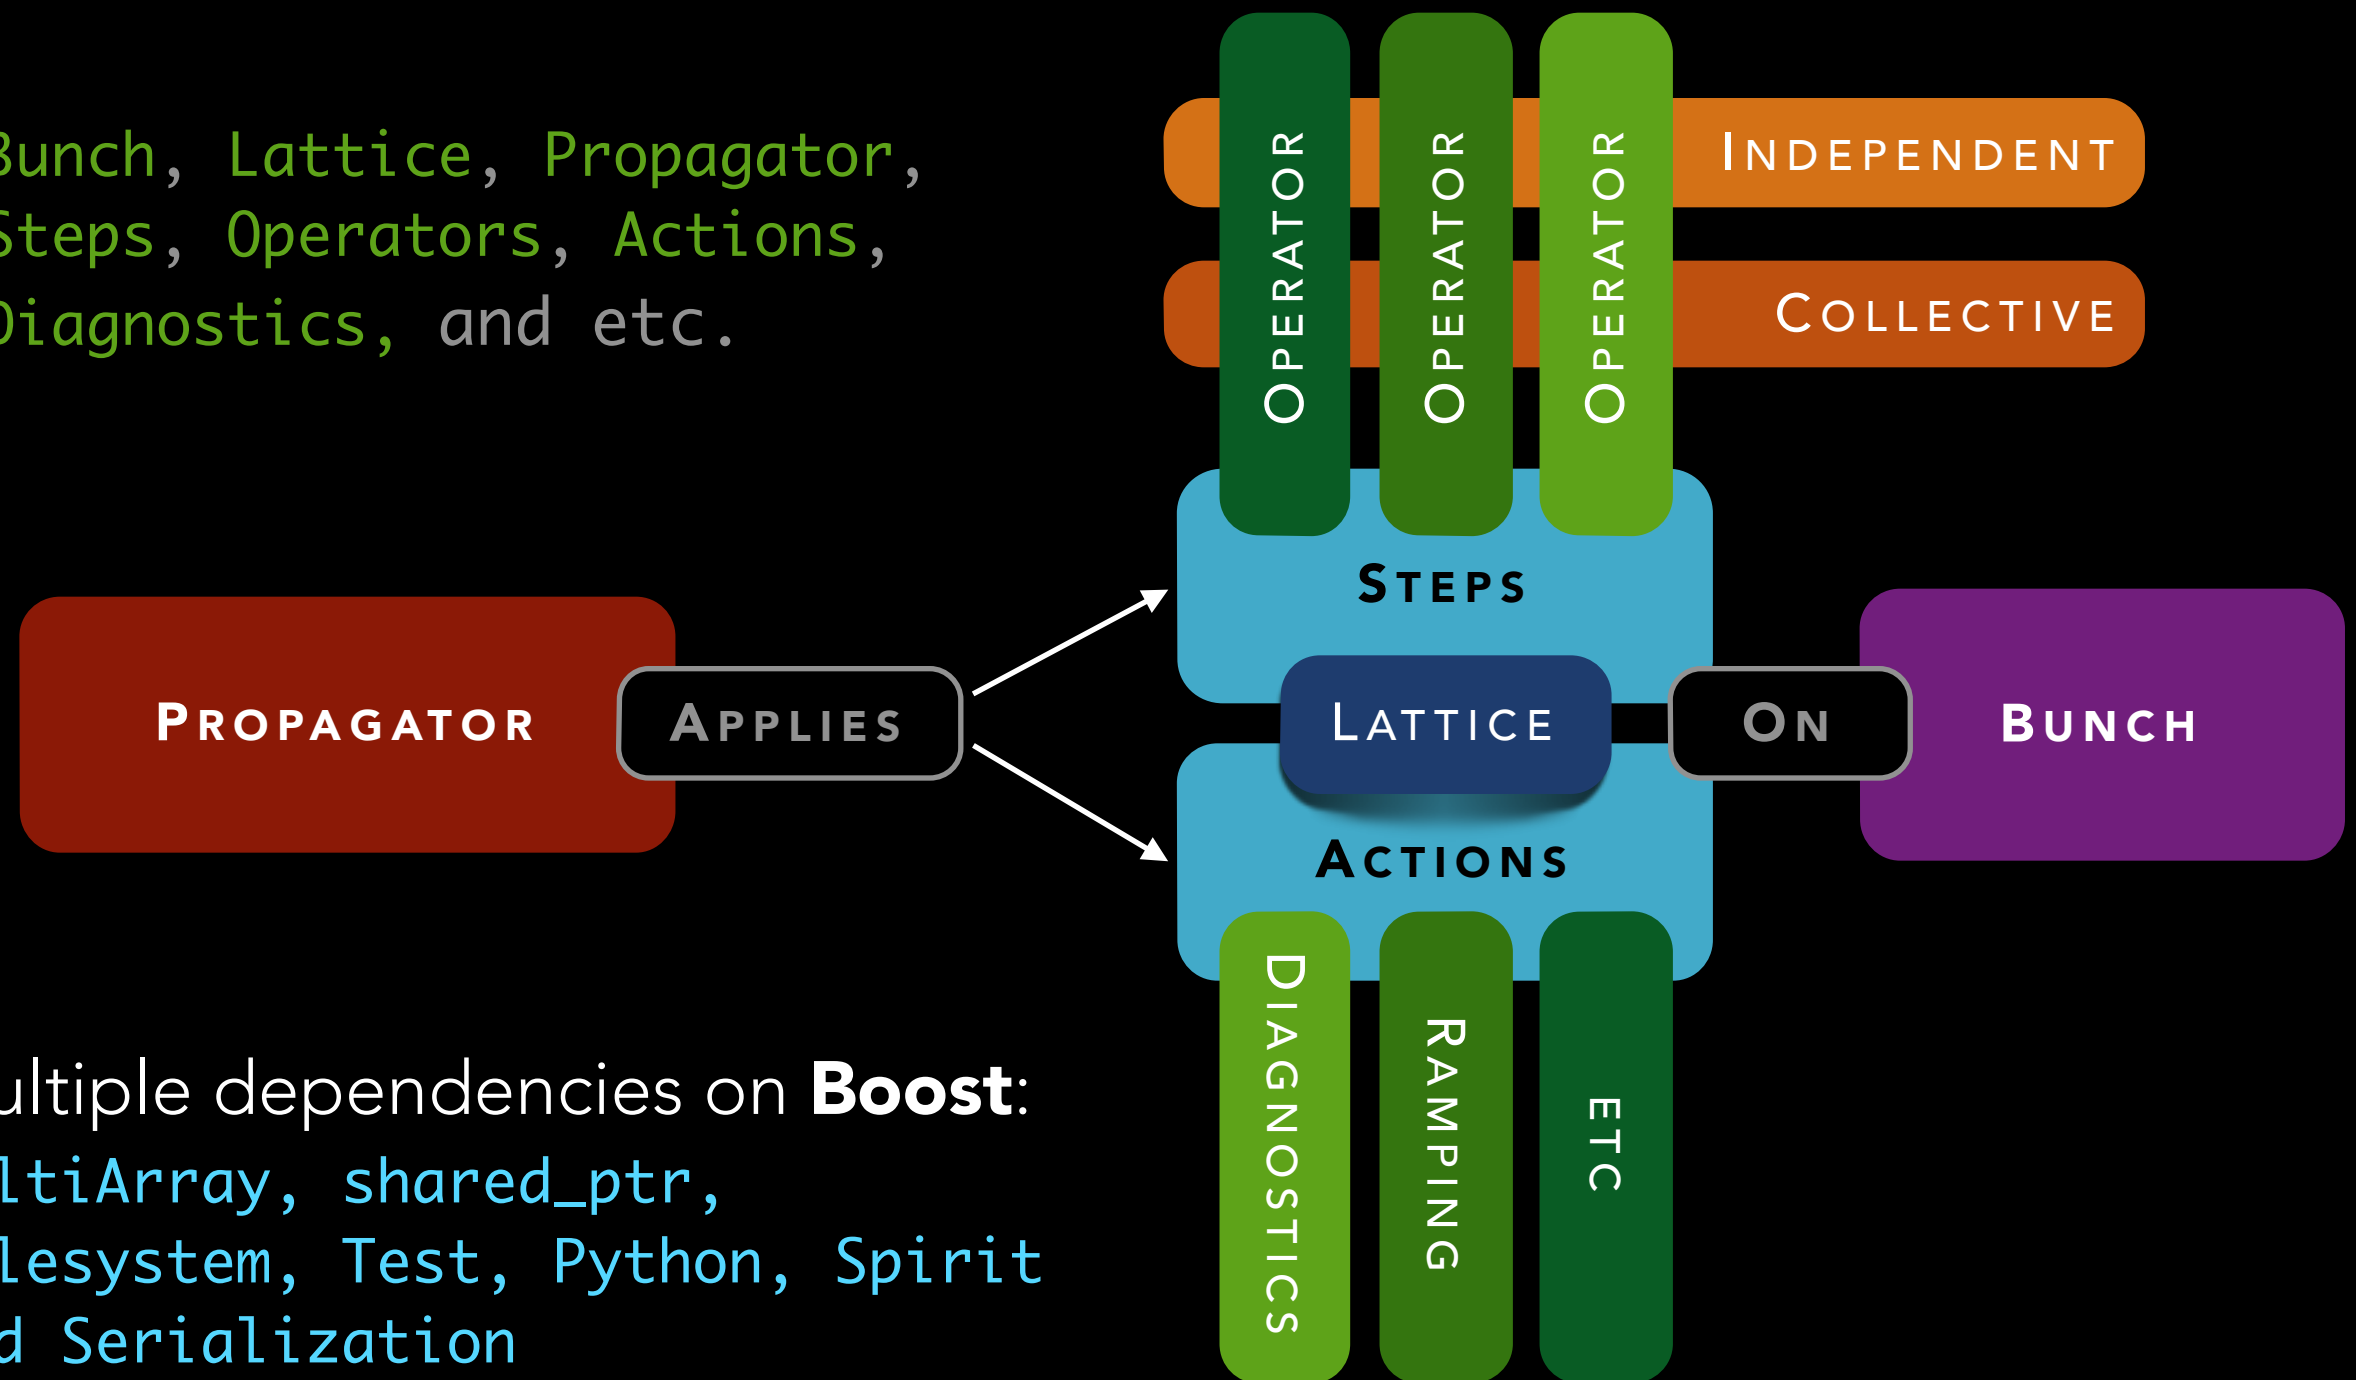 Bunch, Lattice, Propagator,
Steps, Operators, Actions,
Diagnostics, and etc.
OPERATOR
OPERATOR
OPERATOR
INDEPENDENT
COLLECTIVE
STEPS
PROPAGATOR
APPLIES
LATTICE
ON
BUNCH
ACTIONS
DIAGNOSTICS
RAMPING
ETC
ultiple dependencies on Boost:
ltiArray, shared_ptr,
lesystem, Test, Python, Spirit
d Serialization